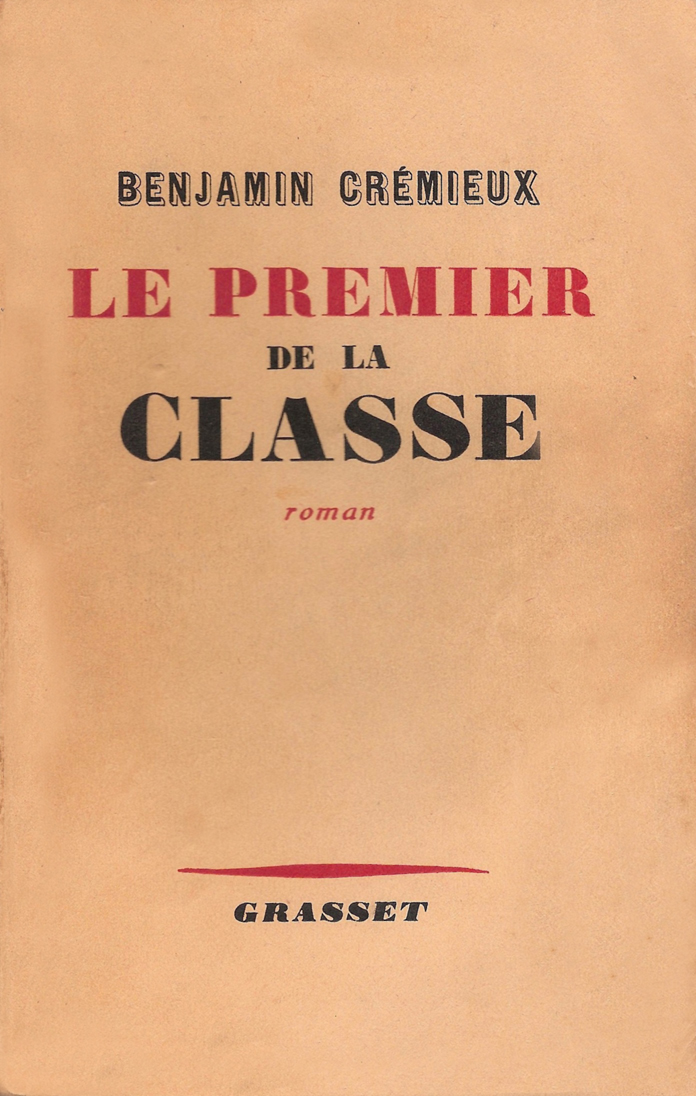 BENJAMIN CRÉMIEUX
LE PREMIER
DE LA
CLASSE
roman
GRASSET